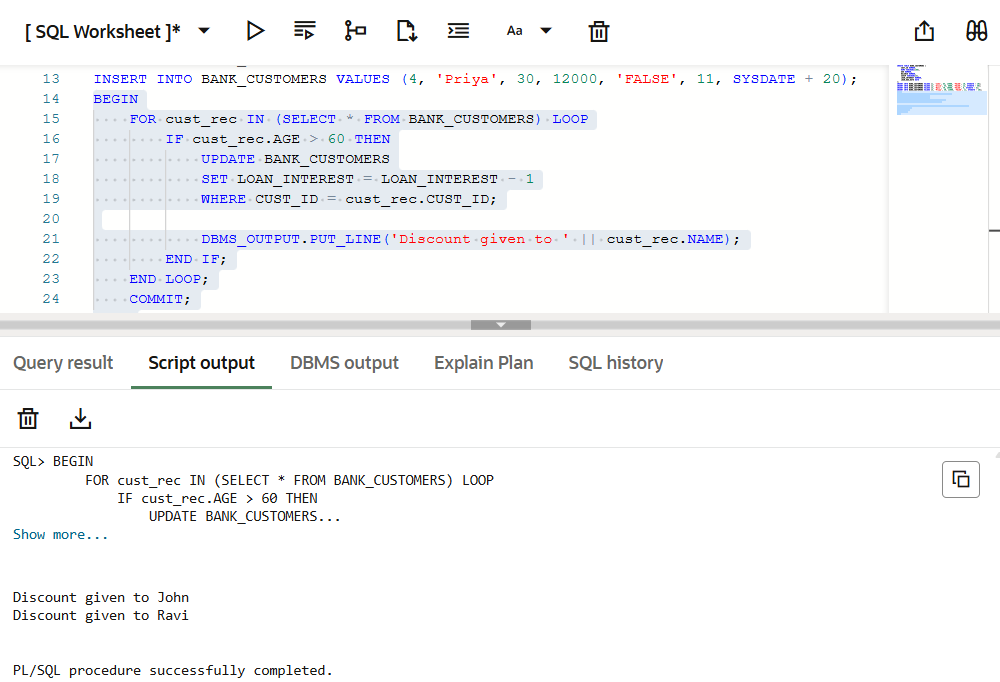 [ SQL Worksheet ]*
Aa
13 INSERT INTO BANK_CUSTOMERS VALUES (4, 'Priya', 30, 12000, 'FALSE', 11, SYSDATE + 20);
14 BEGIN
15     FOR cust_rec IN (SELECT * FROM BANK_CUSTOMERS) LOOP
16         IF cust_rec.AGE > 60 THEN
17             UPDATE BANK_CUSTOMERS
18             SET LOAN_INTEREST = LOAN_INTEREST - 1
19             WHERE CUST_ID = cust_rec.CUST_ID;
20
21             DBMS_OUTPUT.PUT_LINE('Discount given to ' || cust_rec.NAME);
22         END IF;
23     END LOOP;
24     COMMIT;
Query result Script output DBMS output Explain Plan SQL history
SQL> BEGIN
         FOR cust_rec IN (SELECT * FROM BANK_CUSTOMERS) LOOP
             IF cust_rec.AGE > 60 THEN
                 UPDATE BANK_CUSTOMERS...
Show more...
Discount given to John
Discount given to Ravi
PL/SQL procedure successfully completed.